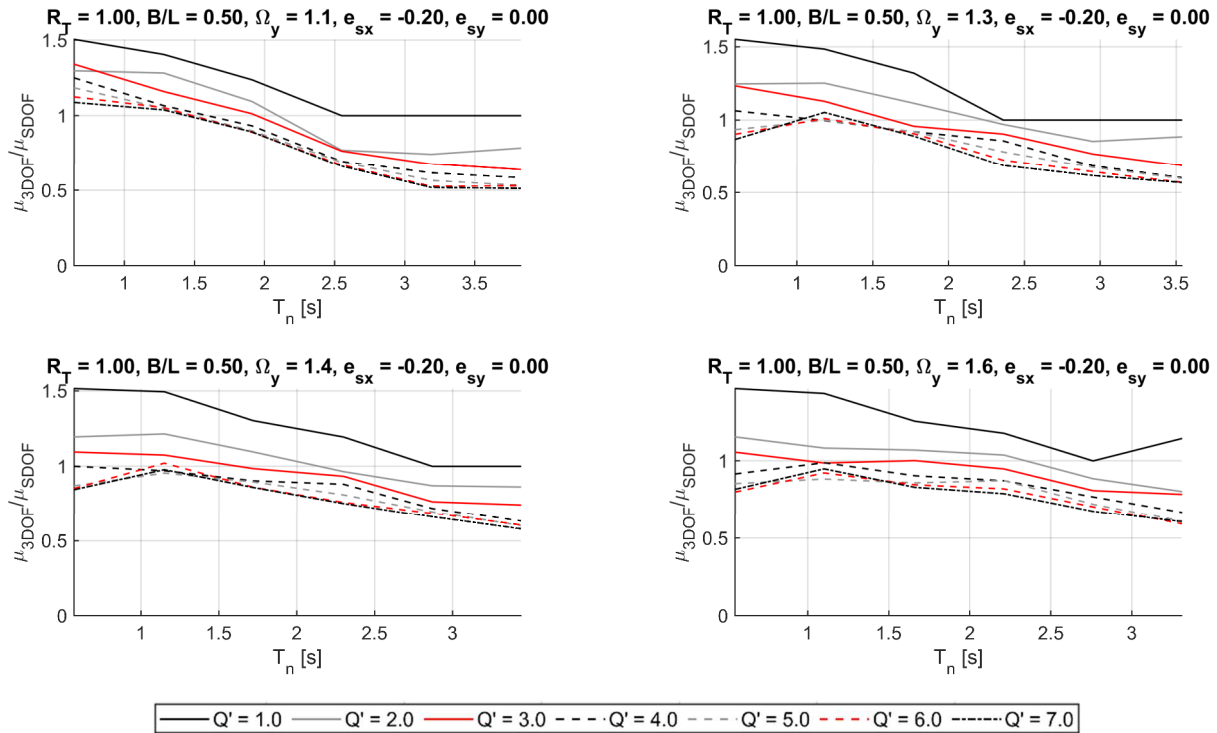 R_T = 1.00, B/L = 0.50, Ω_y = 1.1, e_sx = -0.20, e_sy = 0.00
1.5
1
0.5
0
μ_3DOF/μ_SDOF
1 1.5 2 2.5 3 3.5
T_n [s]
R_T = 1.00, B/L = 0.50, Ω_y = 1.3, e_sx = -0.20, e_sy = 0.00
1.5
1
0.5
0
μ_3DOF/μ_SDOF
1 1.5 2 2.5 3 3.5
T_n [s]
R_T = 1.00, B/L = 0.50, Ω_y = 1.4, e_sx = -0.20, e_sy = 0.00
1.5
1
0.5
0
μ_3DOF/μ_SDOF
1 1.5 2 2.5 3
T_n [s]
R_T = 1.00, B/L = 0.50, Ω_y = 1.6, e_sx = -0.20, e_sy = 0.00
1
0.5
0
μ_3DOF/μ_SDOF
1 1.5 2 2.5 3
T_n [s]
Q' = 1.0 Q' = 2.0 Q' = 3.0 Q' = 4.0 Q' = 5.0 Q' = 6.0 Q' = 7.0